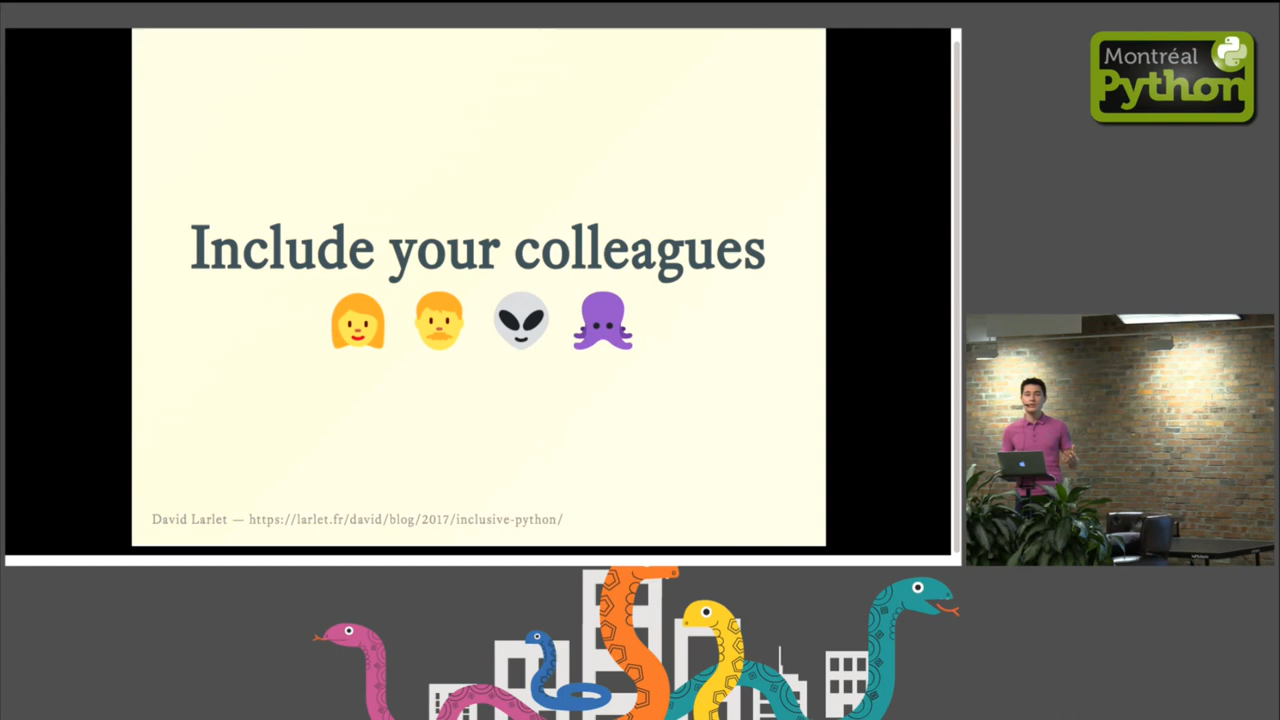 Include your colleagues
David Larlet — https://larlet.fr/david/blog/2017/inclusive-python/
Montréal
Python